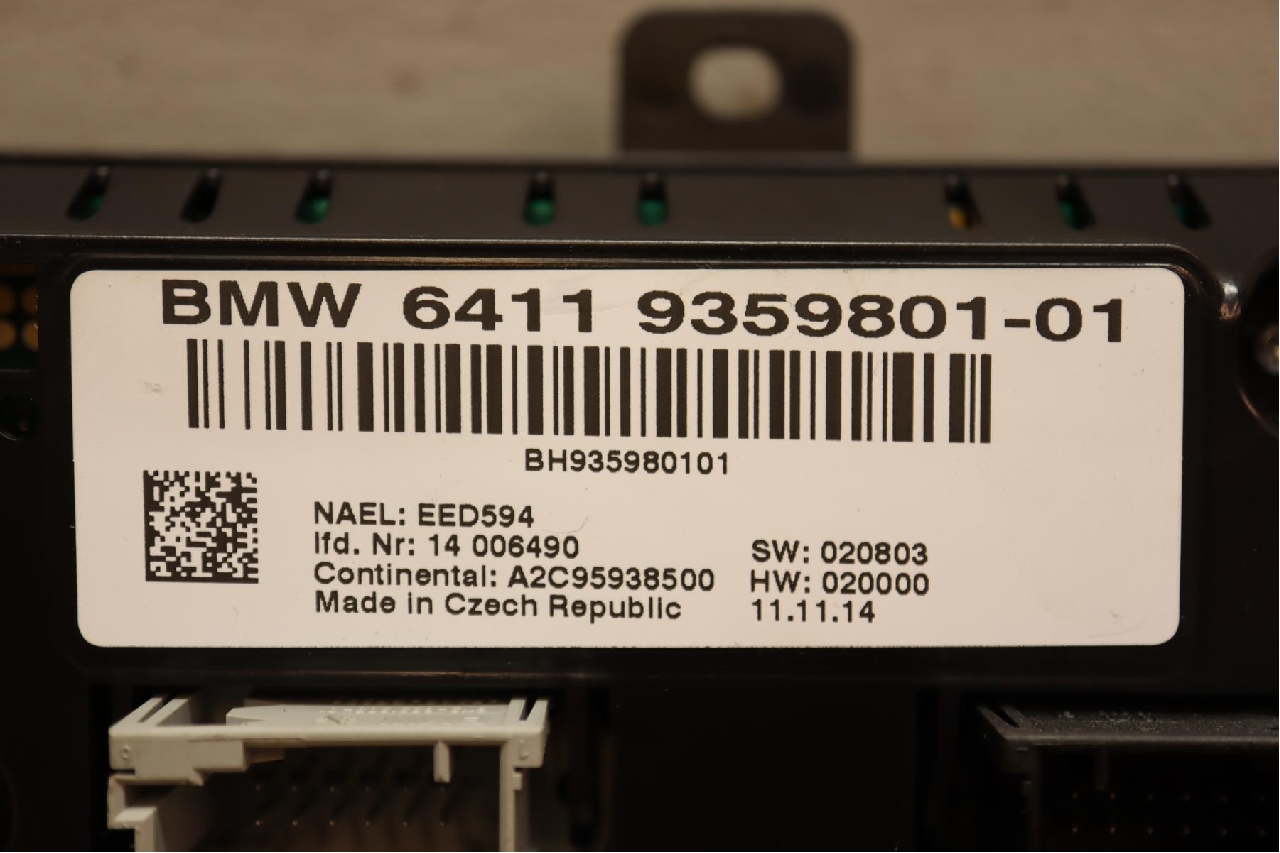 BMW 6411 9359801-01
BH935980101
NAEL: EED594
lfd. Nr: 14 006490
Continental: A2C95938500
Made in Czech Republic
SW: 020803
HW: 020000
11.11.14